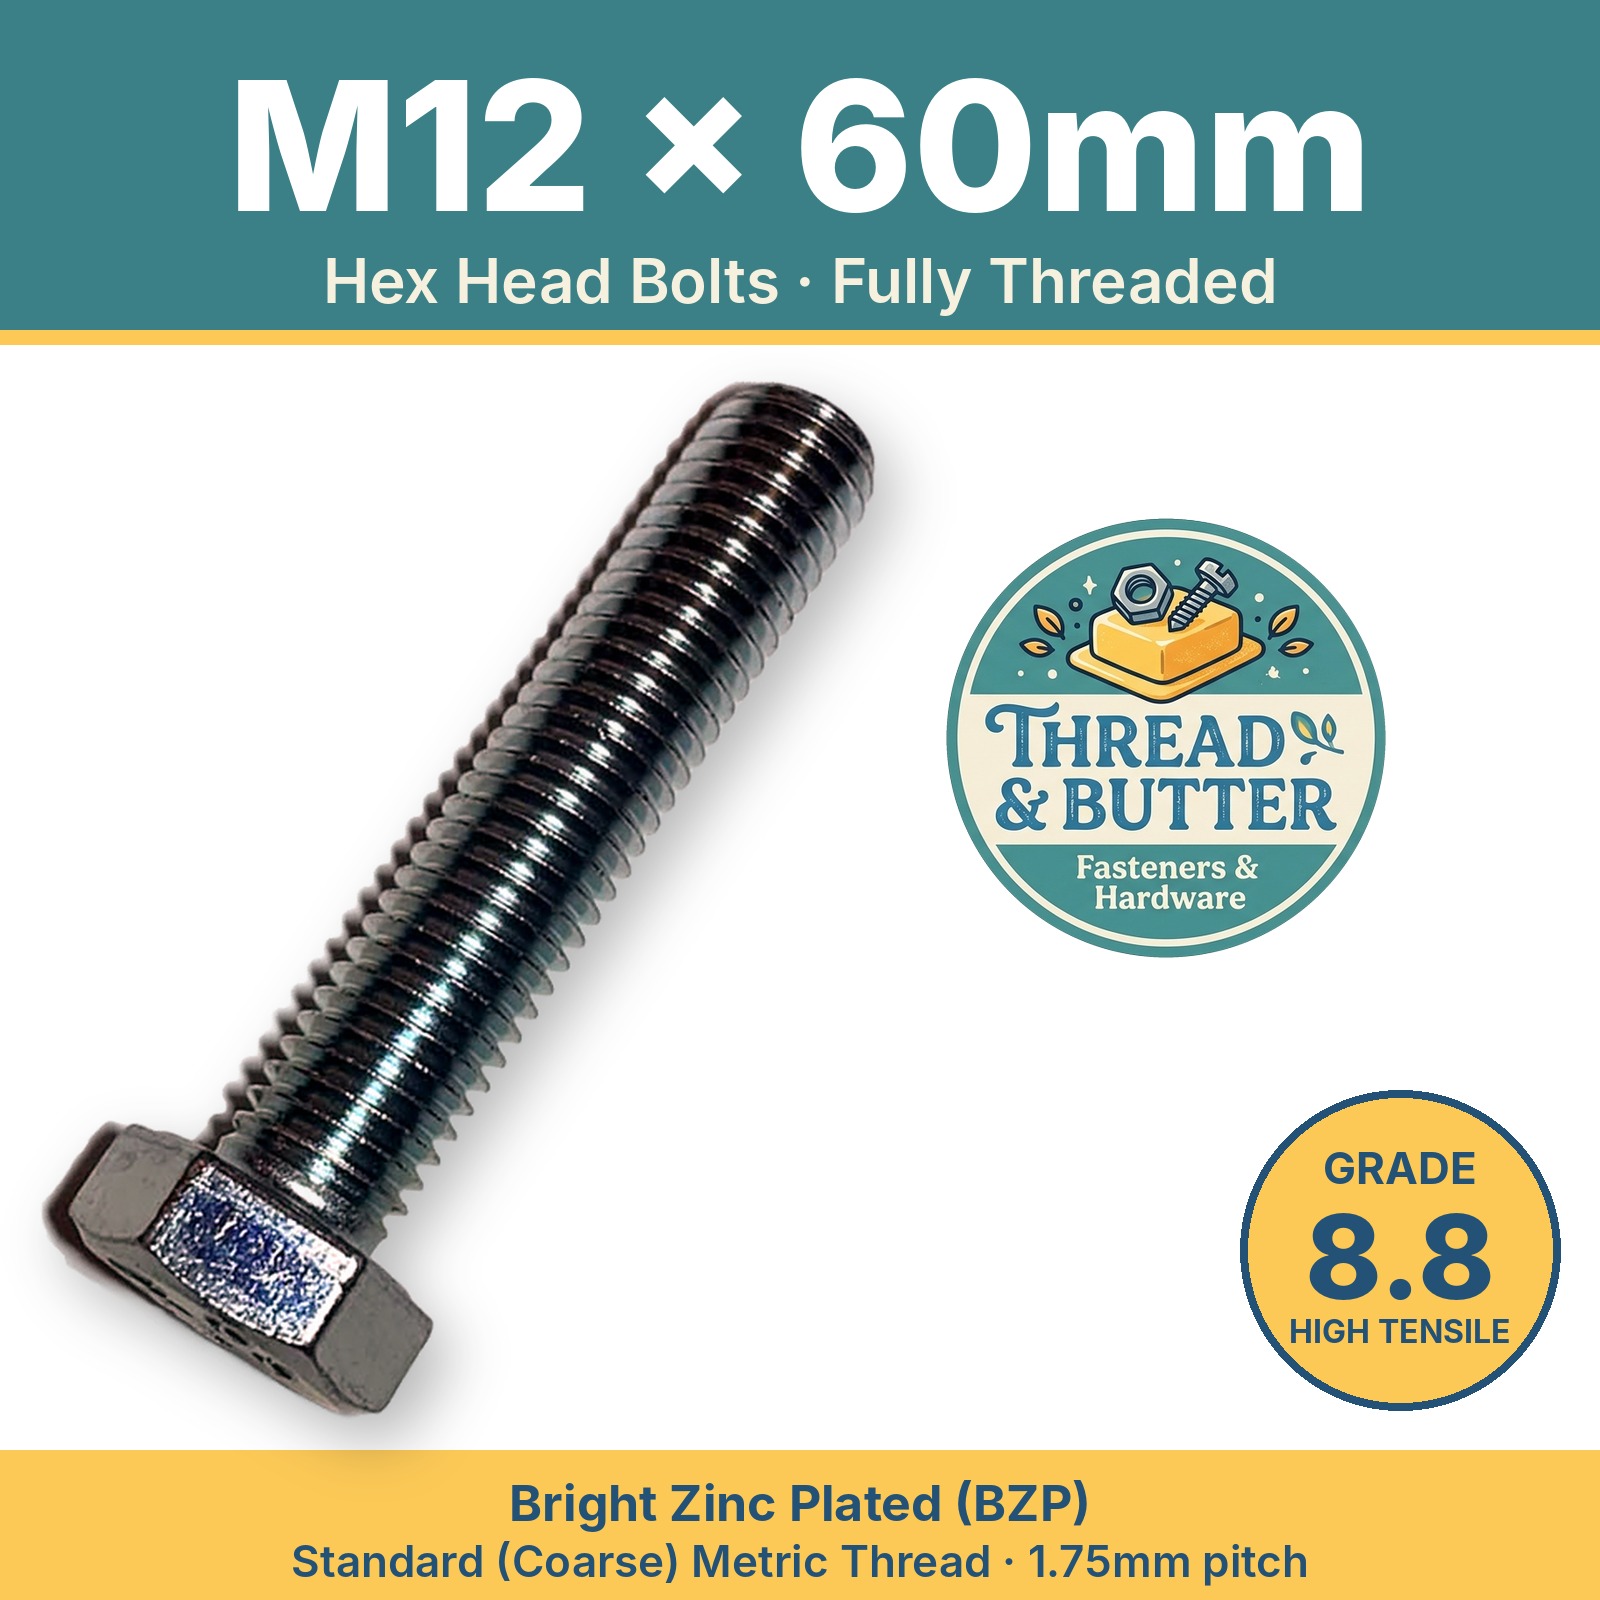 M12 × 60mm
Hex Head Bolts · Fully Threaded
THREAD
& BUTTER
Fasteners &
Hardware
GRADE
8.8
HIGH TENSILE
Bright Zinc Plated (BZP)
Standard (Coarse) Metric Thread · 1.75mm pitch